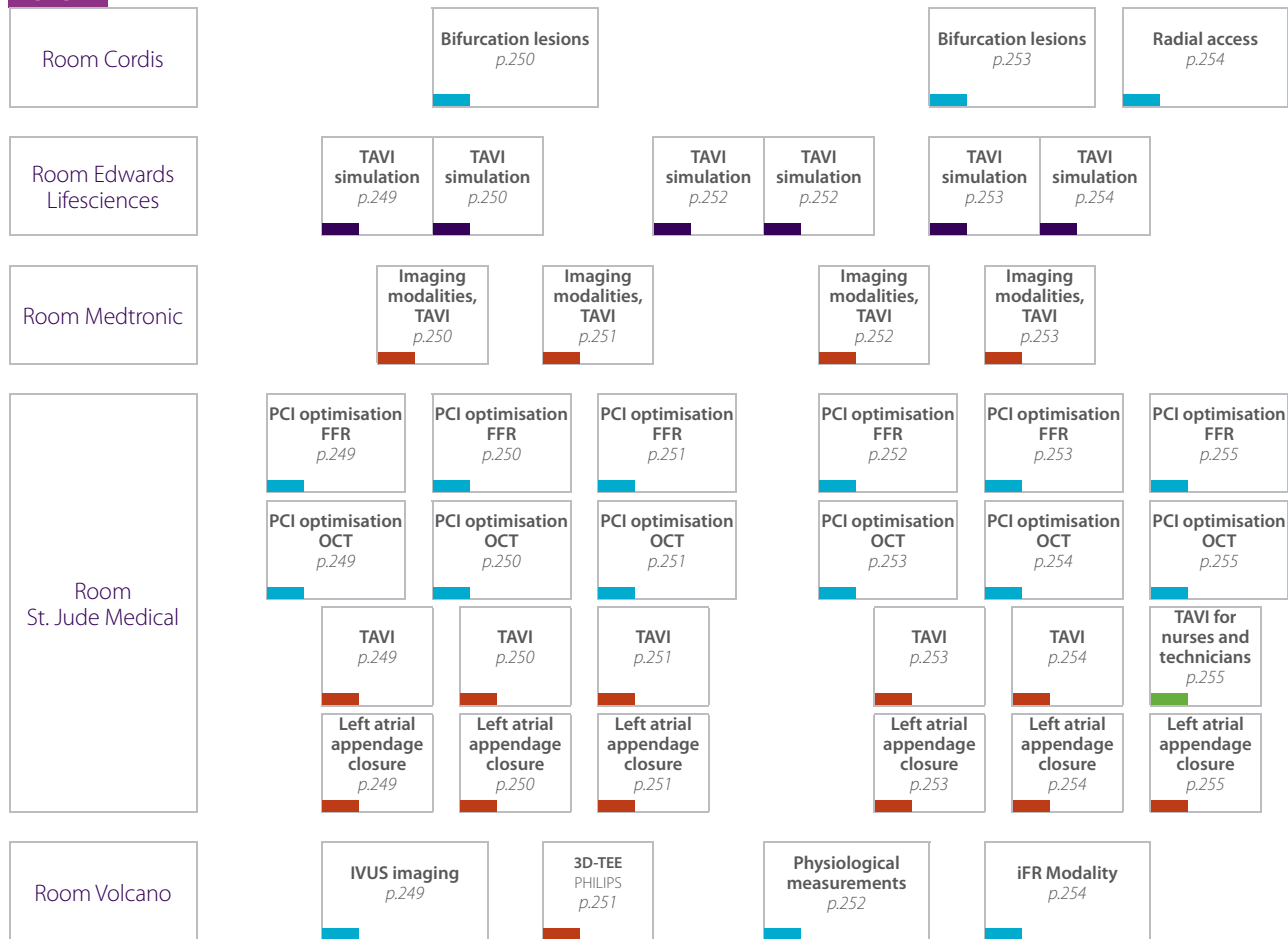 Room Cordis
Bifurcation lesions
p.250
Bifurcation lesions
p.253
Radial access
p.254
Room Edwards
Lifesciences
TAVI
simulation
p.249
TAVI
simulation
p.250
TAVI
simulation
p.252
TAVI
simulation
p.252
TAVI
simulation
p.253
TAVI
simulation
p.254
Room Medtronic
Imaging
modalities,
TAVI
p.250
Imaging
modalities,
TAVI
p.251
Imaging
modalities,
TAVI
p.252
Imaging
modalities,
TAVI
p.253
Room
St. Jude Medical
PCI optimisation
FFR
p.249
PCI optimisation
FFR
p.250
PCI optimisation
FFR
p.251
PCI optimisation
FFR
p.252
PCI optimisation
FFR
p.253
PCI optimisation
FFR
p.255
PCI optimisation
OCT
p.249
PCI optimisation
OCT
p.250
PCI optimisation
OCT
p.251
PCI optimisation
OCT
p.253
PCI optimisation
OCT
p.254
PCI optimisation
OCT
p.255
TAVI
p.249
TAVI
p.250
TAVI
p.251
TAVI
p.253
TAVI
p.254
TAVI for
nurses and
technicians
p.255
Left atrial
appendage
closure
p.249
Left atrial
appendage
closure
p.250
Left atrial
appendage
closure
p.251
Left atrial
appendage
closure
p.253
Left atrial
appendage
closure
p.254
Left atrial
appendage
closure
p.255
Room Volcano
IVUS imaging
p.249
3D-TEE
PHILIPS
p.251
Physiological
measurements
p.252
iFR Modality
p.254